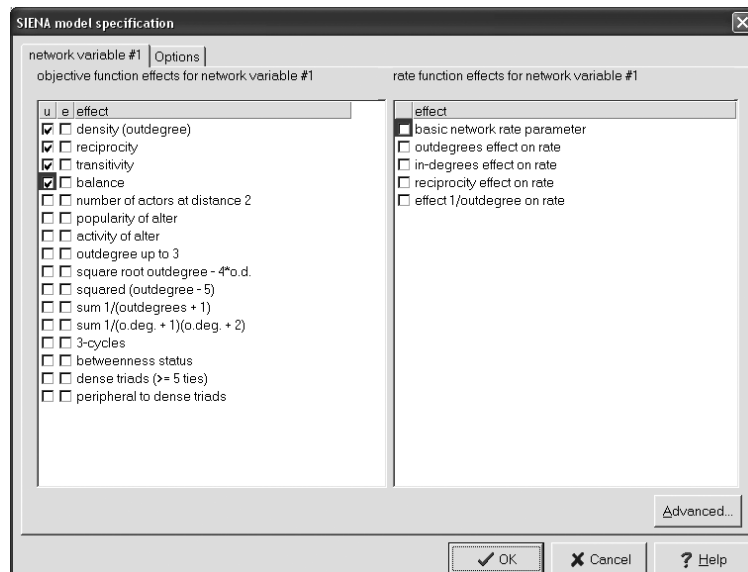 SIENA model specification
network variable #1 Options
objective function effects for network variable #1
u e effect
density (outdegree)
reciprocity
transitivity
balance
number of actors at distance 2
popularity of alter
activity of alter
outdegree up to 3
square root outdegree - 4*o.d.
squared (outdegree - 5)
sum 1/(outdegrees + 1)
sum 1/(o.deg. + 1)(o.deg. + 2)
3-cycles
betweenness status
dense triads (>= 5 ties)
peripheral to dense triads
rate function effects for network variable #1
effect
basic network rate parameter
outdegrees effect on rate
in-degrees effect on rate
reciprocity effect on rate
effect 1/outdegree on rate
Advanced...
OK Cancel ? Help